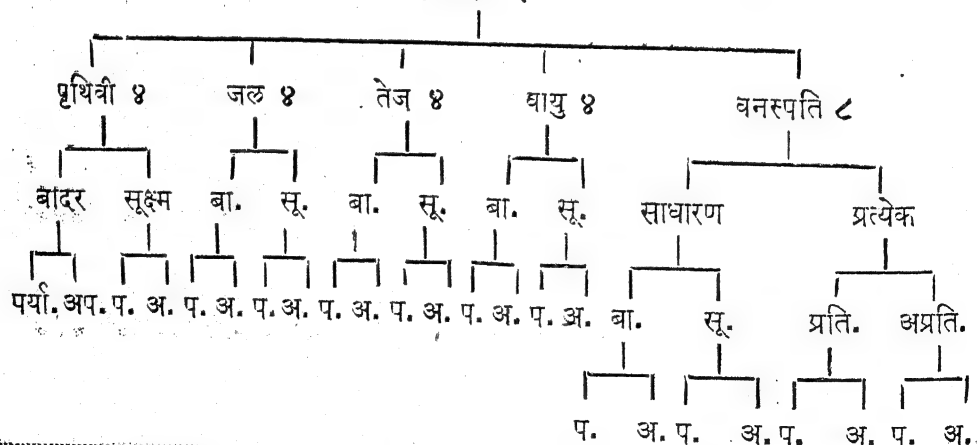 पृथिवी ४ जल ४ तेज ४ वायु ४ वनस्पति ८
बादर सूक्ष्म बा. सू. बा. सू. बा. सू. साधारण प्रत्येक
पर्या. अप. प. अ. प. अ. प. अ. प. अ. प. अ. प. अ. प. अ. बा. सू. प्रति. अप्रति.
प. अ. प. अ. प. अ. प. अ.